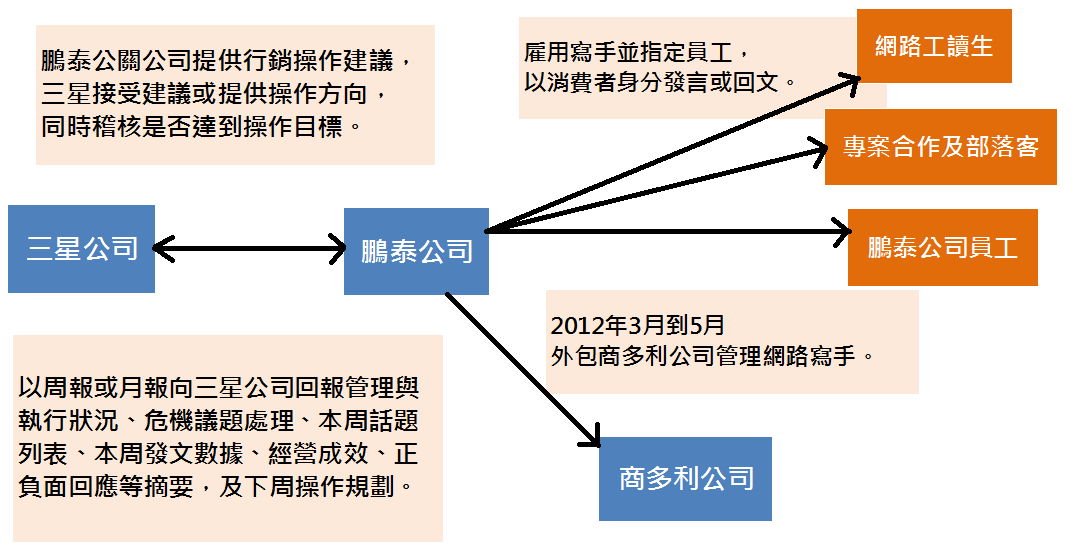 鵬泰公關公司提供行銷操作建議，
三星接受建議或提供操作方向，
同時稽核是否達到操作目標。
雇用寫手並指定員工，
以消費者身分發言或回文。
網路工讀生
專案合作及部落客
三星公司
鵬泰公司
鵬泰公司員工
2012年3月到5月
外包商多利公司管理網路寫手。
以周報或月報向三星公司回報管理與
執行狀況、危機議題處理、本周話題
列表、本周發文數據、經營成效、正
負面回應等摘要，及下周操作規劃。
商多利公司